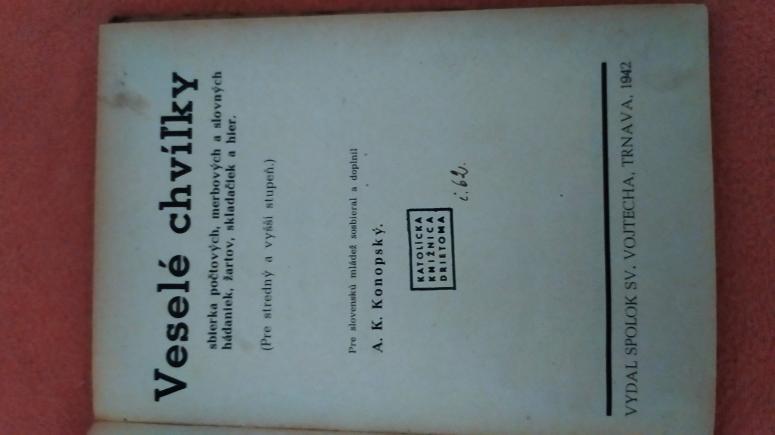 Veselé chvíľky
sbierka počtových, merbových a slovných
hádaniek, žartov, skladačiek a hier.
(Pre stredný a vyšší stupeň.)
Pre slovenskú mládež sosbieral a doplnil
A. K. Konopský.
KATOLICKA
KNIŽNICA
DRIETOMA
č. 62.
VYDAL SPOLOK SV. VOJTECHA, TRNAVA, 1942